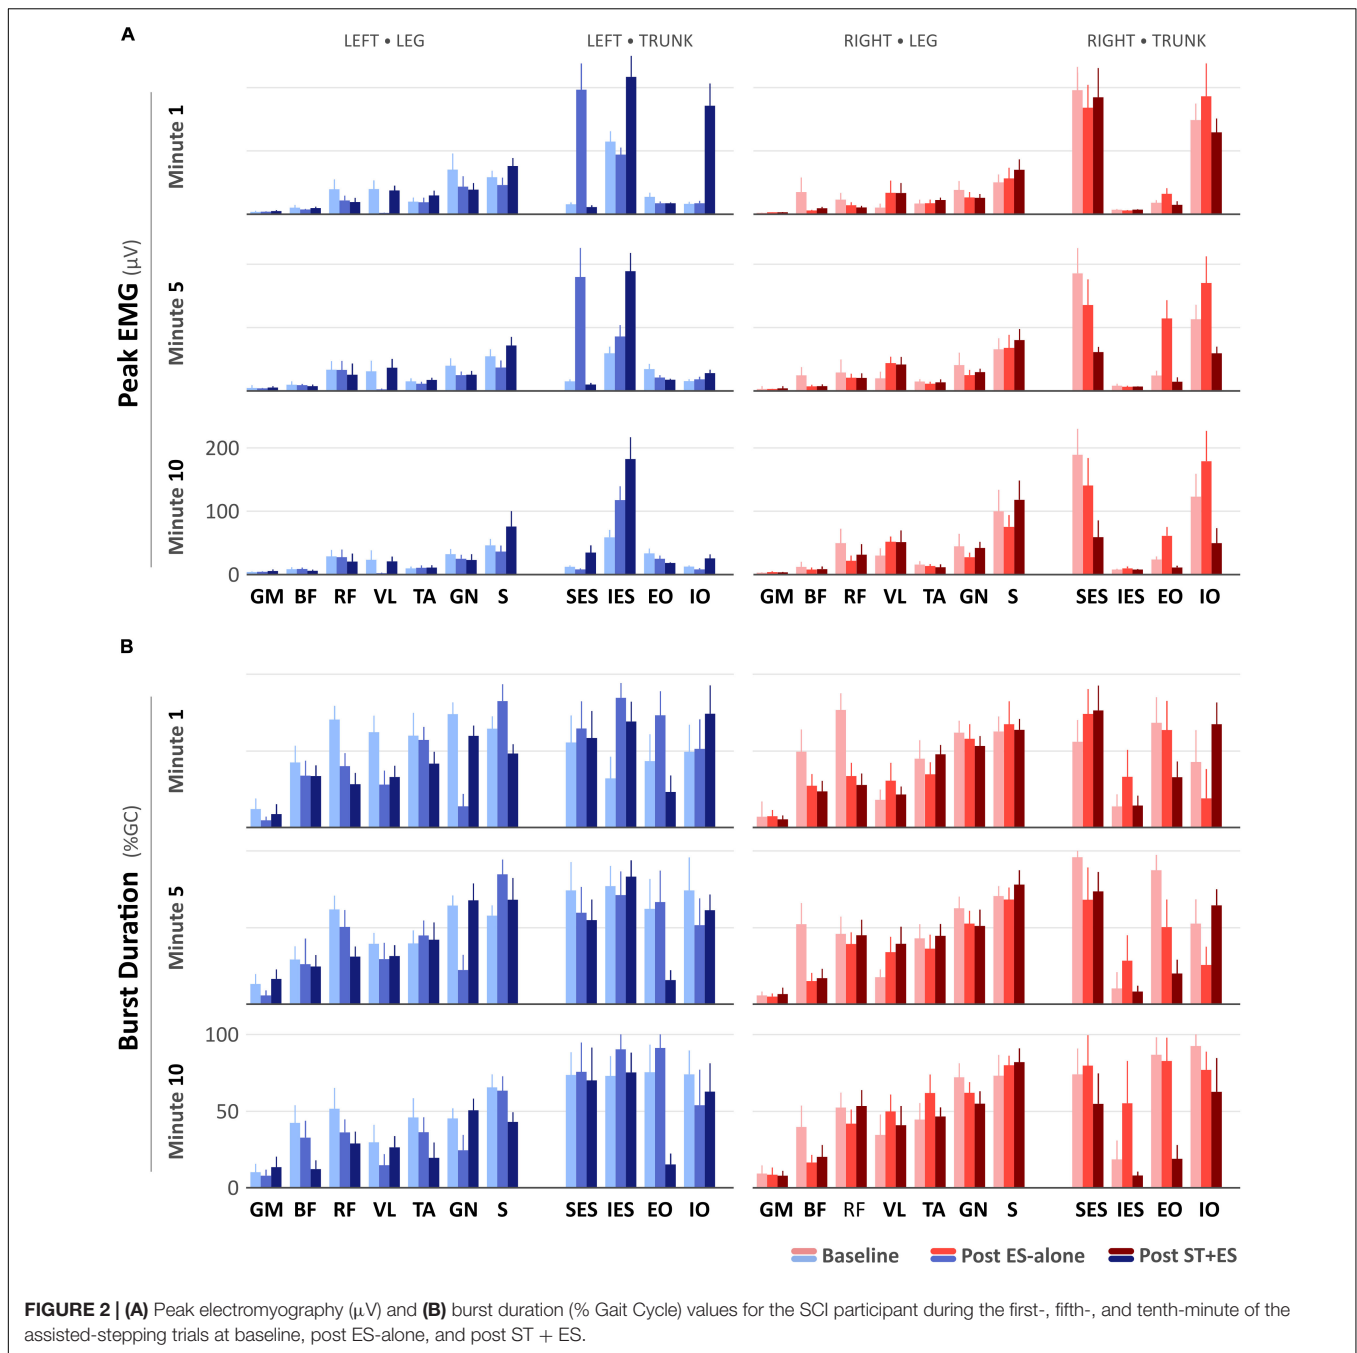 A
LEFT • LEG
LEFT • TRUNK
RIGHT • LEG
RIGHT • TRUNK
Peak EMG (μV)
Minute 1
Minute 5
Minute 10
200
100
0
GM BF RF VL TA GN S SES IES EO IO GM BF RF VL TA GN S SES IES EO IO
B
Burst Duration (%GC)
Minute 1
Minute 5
Minute 10
100
50
0
GM BF RF VL TA GN S SES IES EO IO GM BF RF VL TA GN S SES IES EO IO
Baseline Post ES-alone Post ST+ES
FIGURE 2 | (A) Peak electromyography (μV) and (B) burst duration (% Gait Cycle) values for the SCI participant during the first-, fifth-, and tenth-minute of the
assisted-stepping trials at baseline, post ES-alone, and post ST + ES.